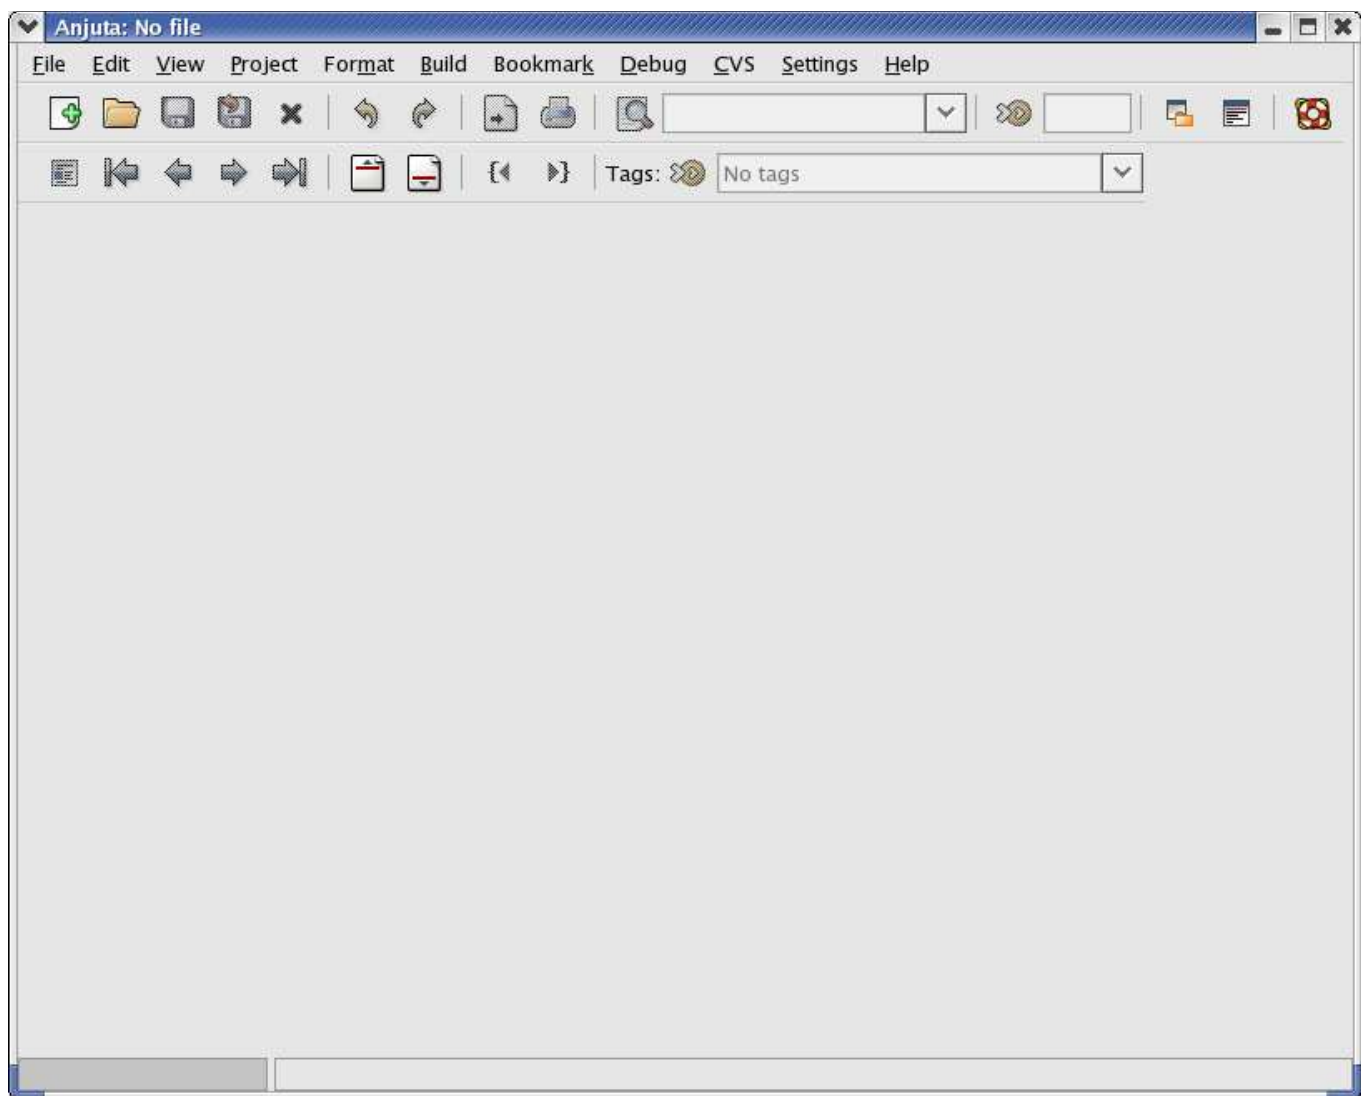 Anjuta: No file
File Edit View Project Format Build Bookmark Debug CVS Settings Help
Tags: No tags